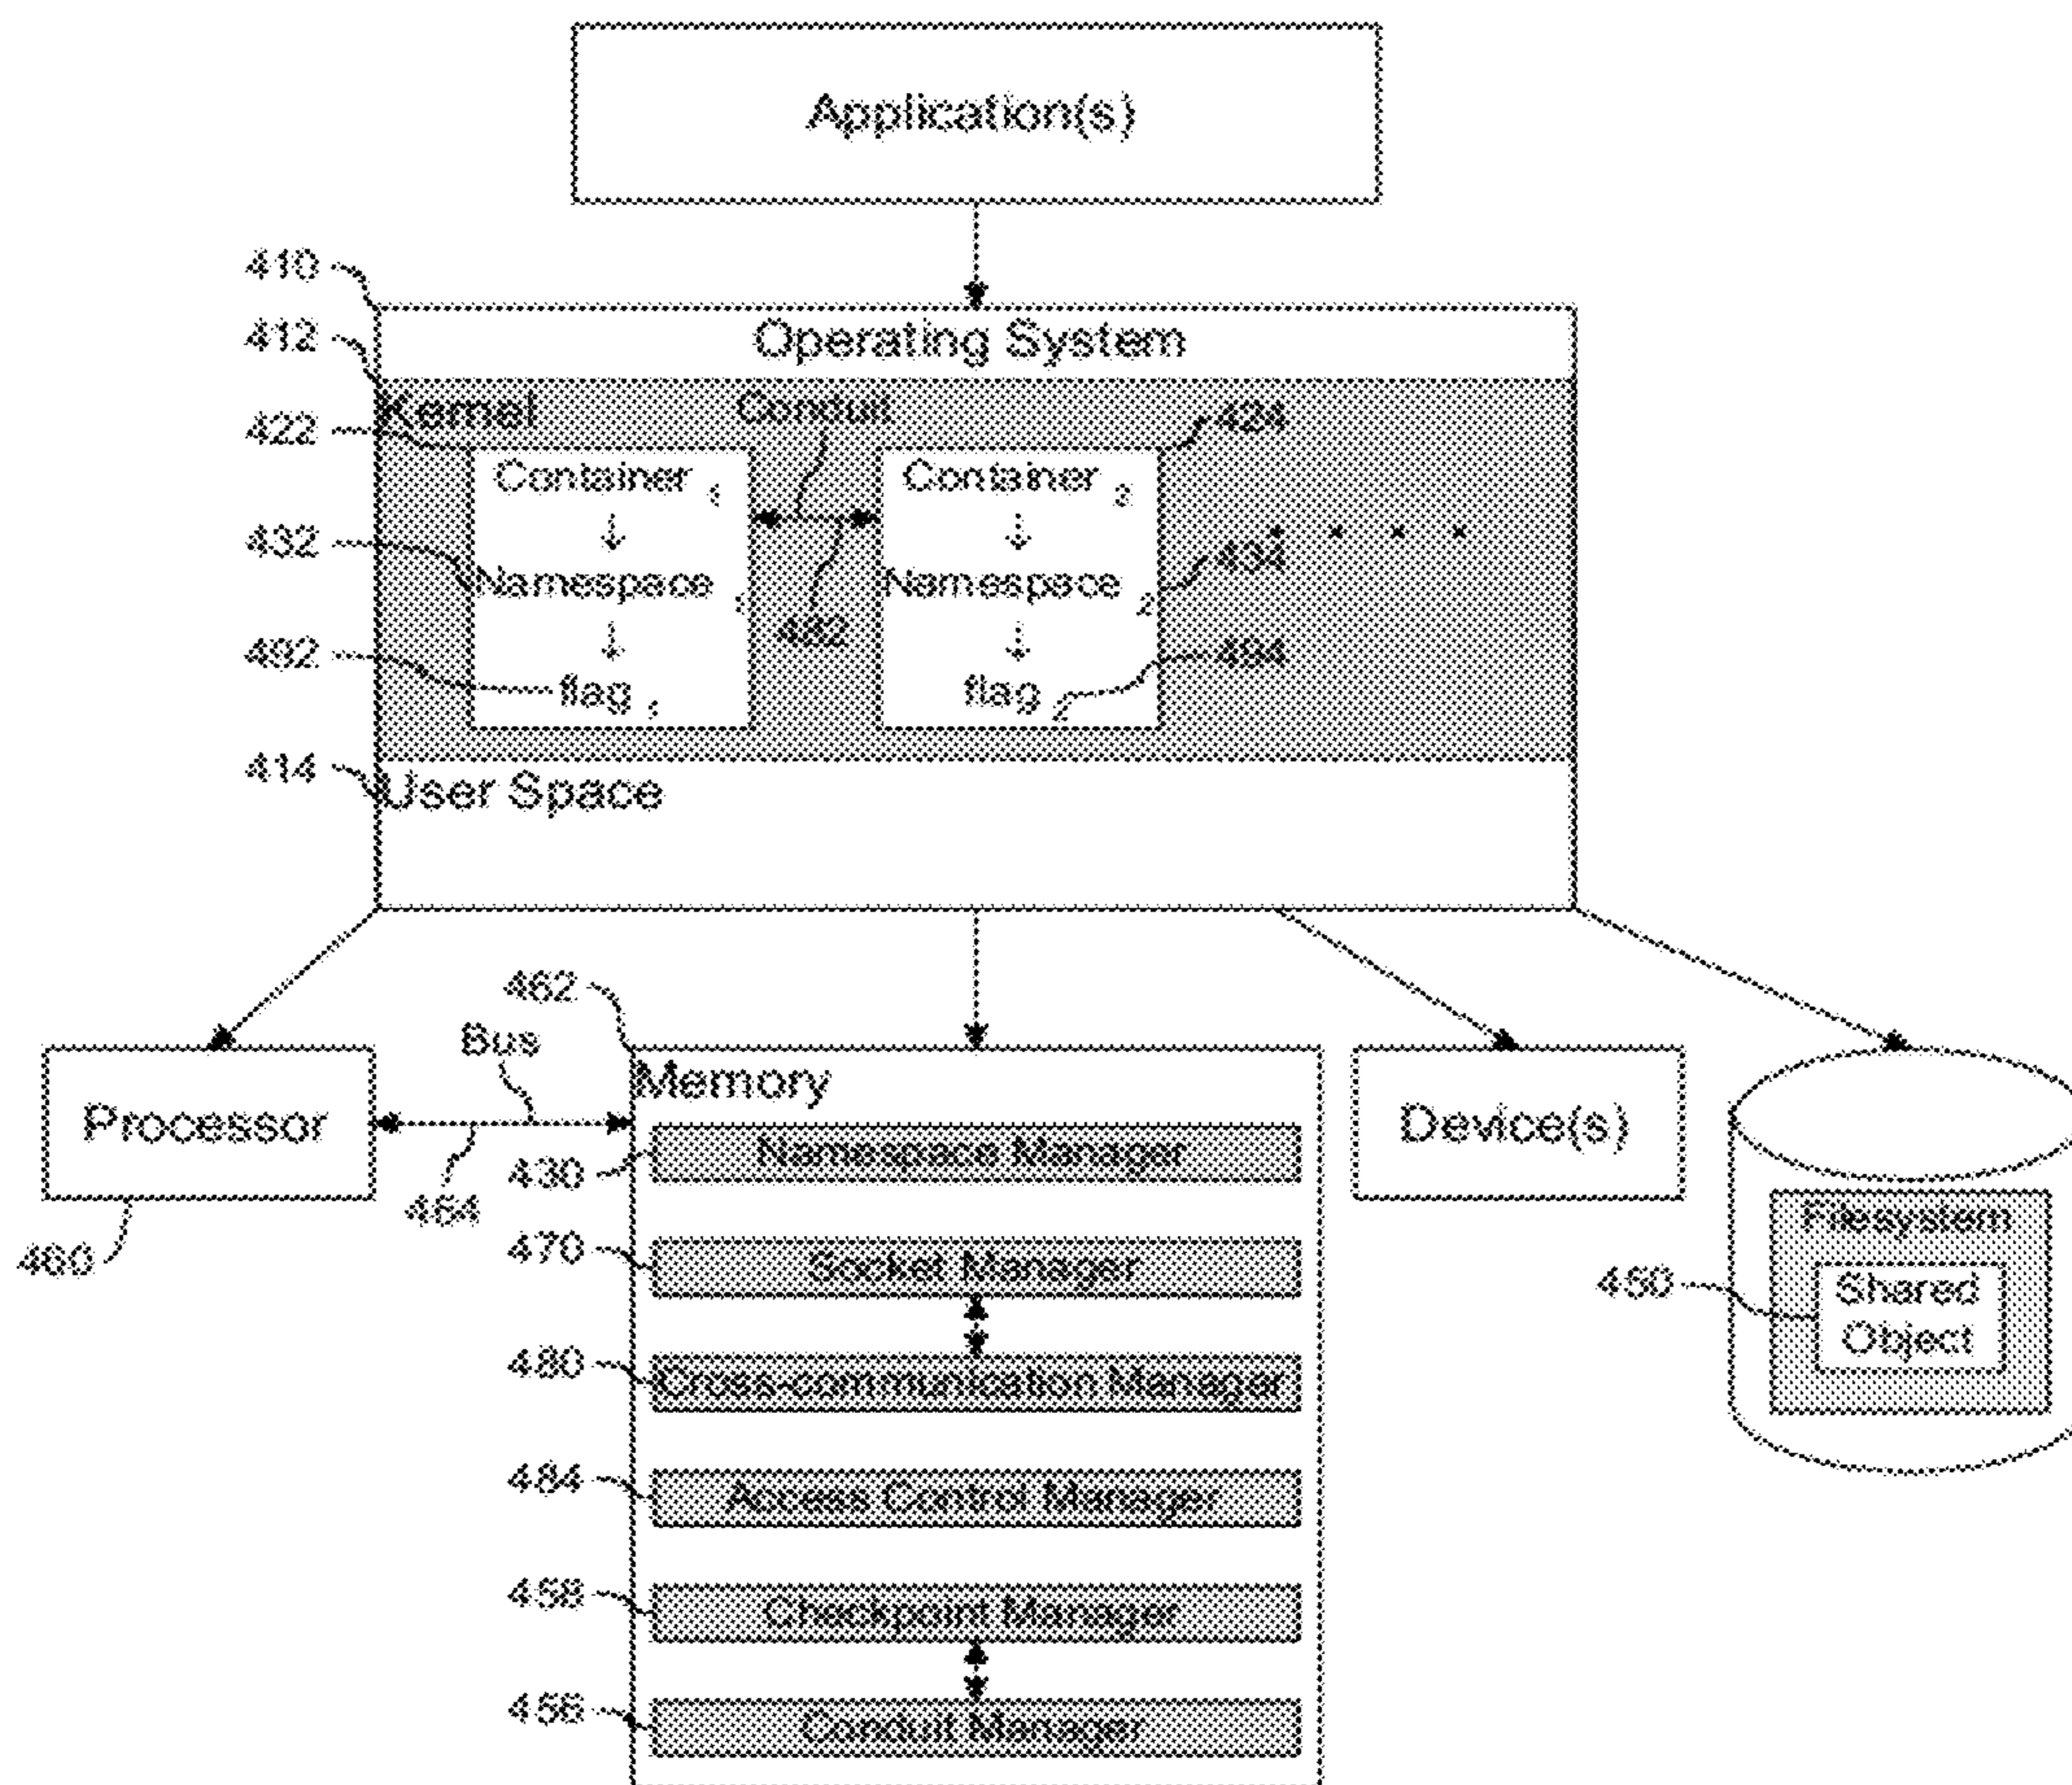 Application(s)
410
Operating System
412
Kernel
Conduit
422
424
Container 1
Container 2
432
434
Namespace 1
Namespace 2
482
492
494
flag 1
flag 2
414
User Space
462
Bus
Memory
Processor
Device(s)
Namespace Manager
430
464
460
Filesystem
470
Socket Manager
450
Shared
Object
480
Cross-communication Manager
484
Access Control Manager
458
Checkpoint Manager
456
Conduit Manager